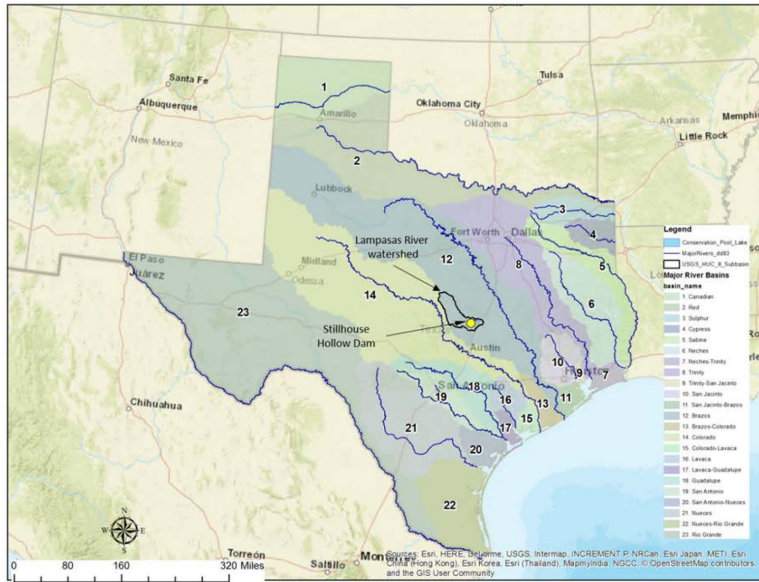 Santa Fe
Albuquerque
New Mexico
Tulsa
Oklahoma City
Oklahoma
Arkansas
Memphis
Little Rock
1
Amarillo
2
Lubbock
3
4
Fort Worth
Dallas
Lampasas River
watershed
12
8
5
El Paso
Juárez
Midland
Odessa
14
6
23
Stillhouse
Hollow Dam
Austin
10
9
7
San Antonio
18
16
19
11
13
15
17
21
20
22
Chihuahua
Torreón
Saltillo
N
W
E
S
0 80 160 320 Miles
Legend
Conservation_Pool_Lake
MajorRivers_dd83
USGS_HUC_8_Subbasin
Major River Basins
basin_name
1 Canadian
2 Red
3 Sulphur
4 Cypress
5 Sabine
6 Neches
7 Neches-Trinity
8 Trinity
9 Trinity-San Jacinto
10 San Jacinto
11 San Jacinto-Brazos
12 Brazos
13 Brazos-Colorado
14 Colorado
15 Colorado-Lavaca
16 Lavaca
17 Lavaca-Guadalupe
18 Guadalupe
19 San Antonio
20 San Antonio-Nueces
21 Nueces
22 Nueces-Rio Grande
23 Rio Grande
Sources: Esri, HERE, DeLorme, USGS, Intermap, INCREMENT P, NRCan, Esri Japan, METI, Esri
China (Hong Kong), Esri Korea, Esri (Thailand), MapmyIndia, NGCC, © OpenStreetMap contributors,
and the GIS User Community